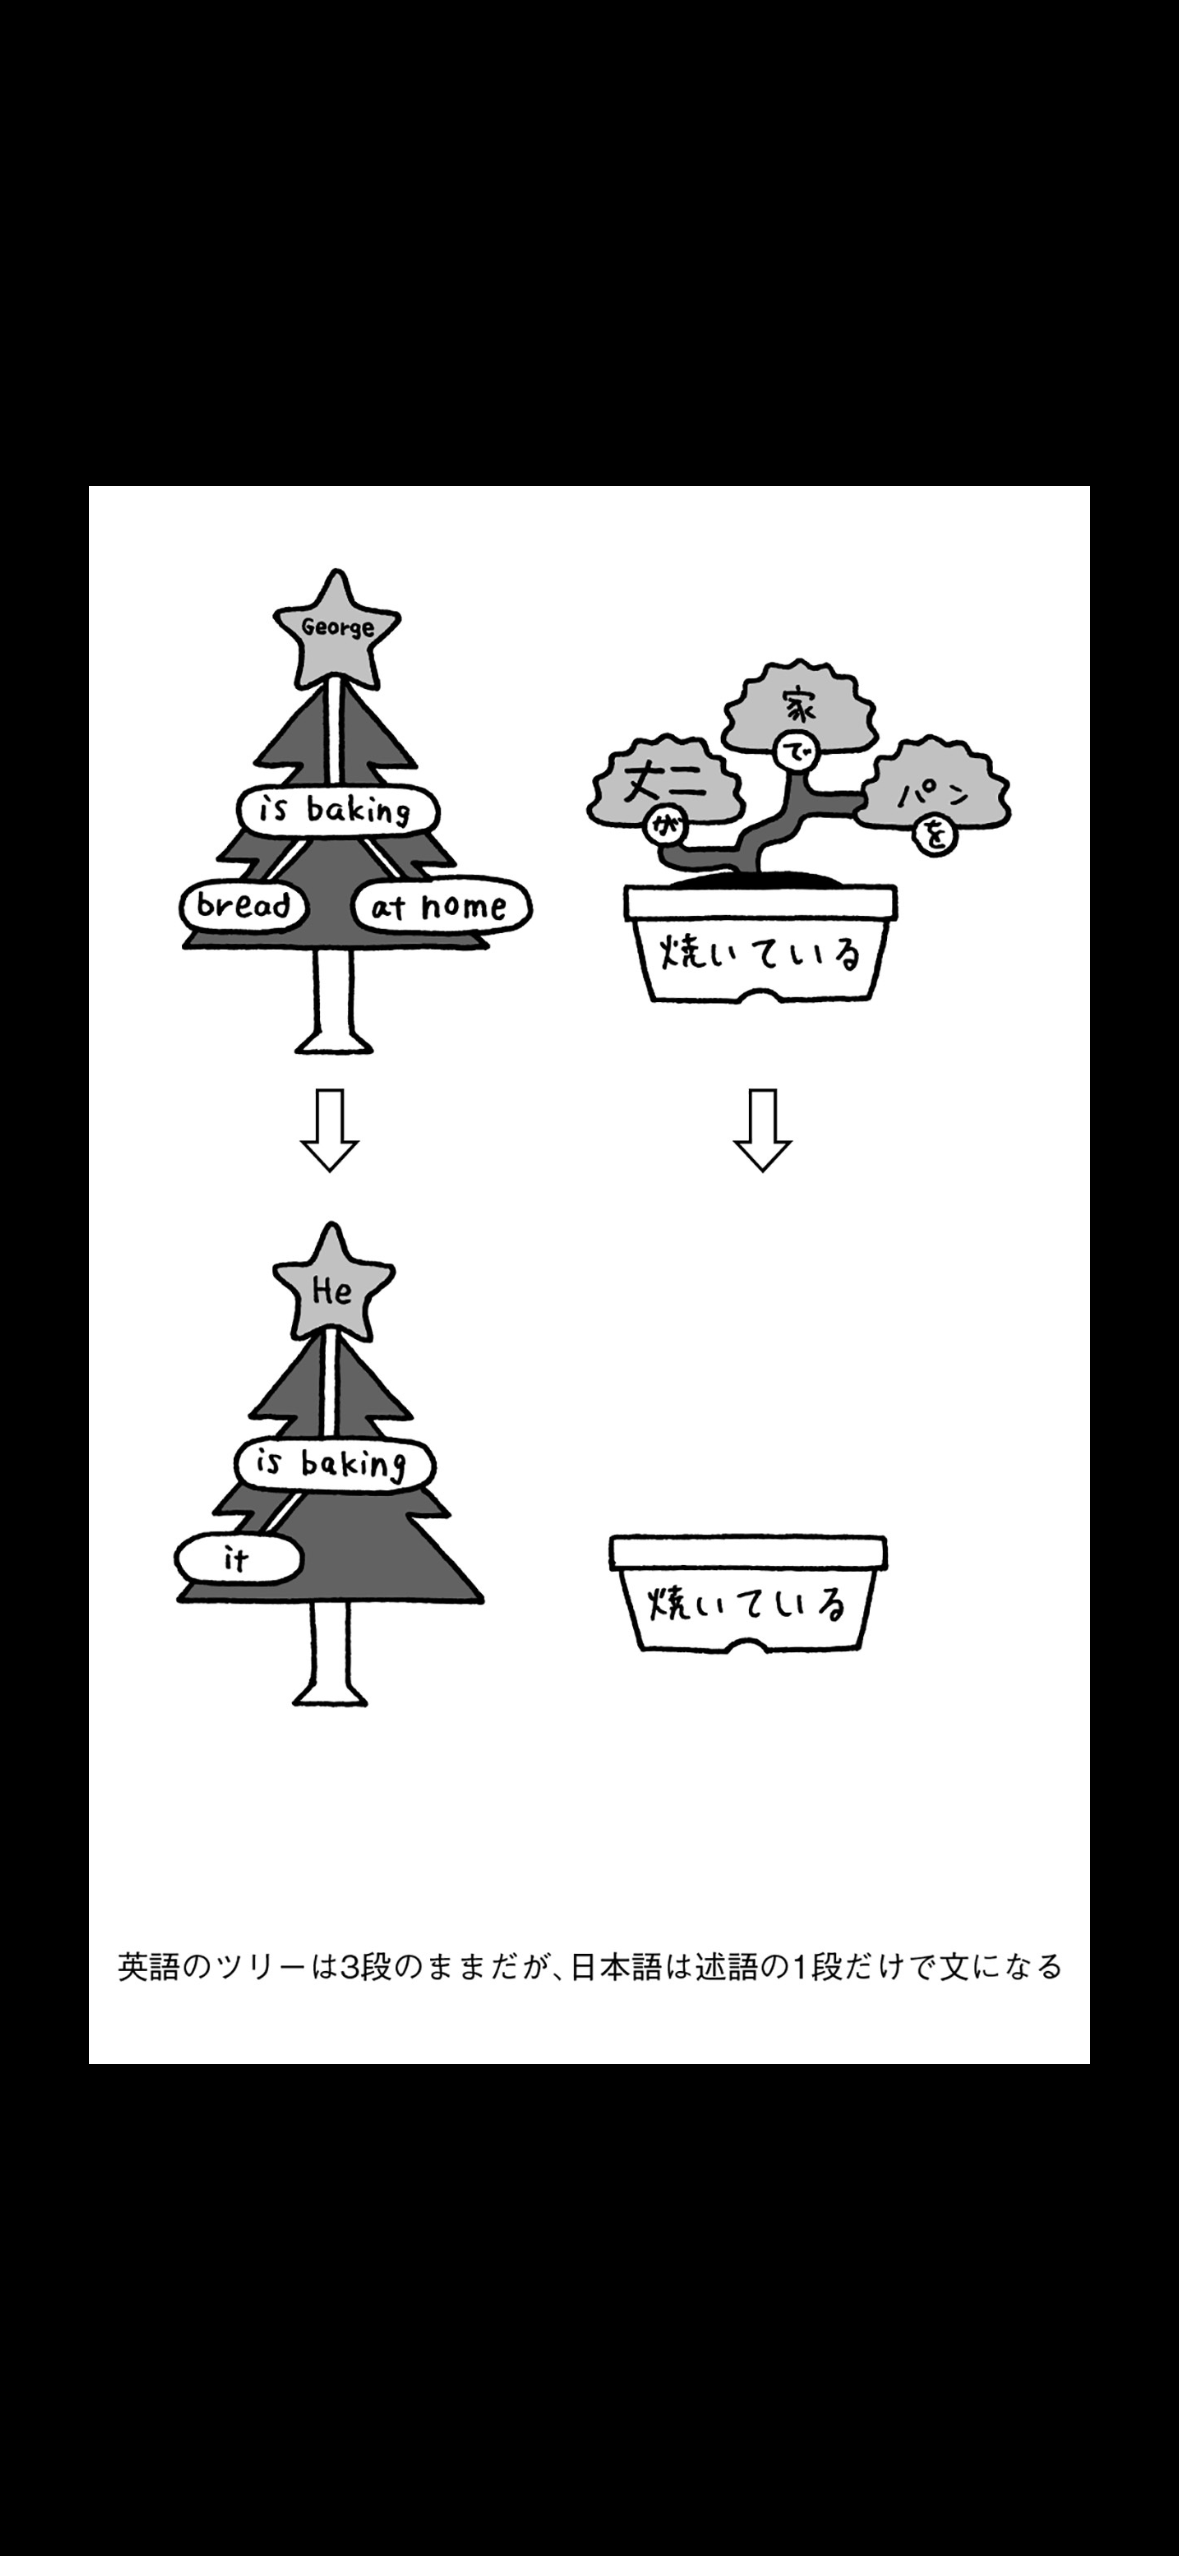 George
is baking
bread
at home
丈二
が
家
で
パン
を
焼いている
He
is baking
it
焼いている
英語のツリーは3段のままだが、日本語は述語の1段だけで文になる